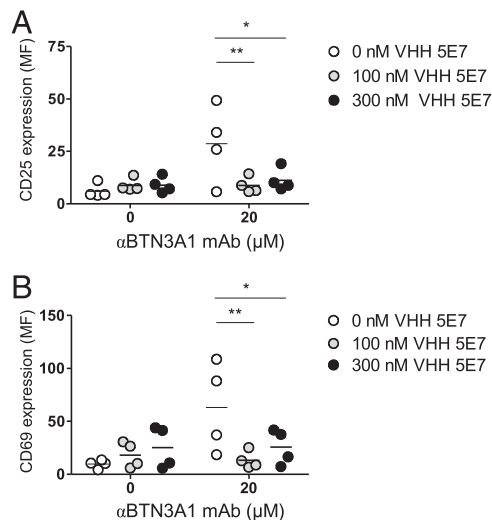 A
CD25 expression (MF)
75
50
25
0
*
**
0 nM VHH 5E7
100 nM VHH 5E7
300 nM VHH 5E7
0
20
αBTN3A1 mAb (µM)
B
CD69 expression (MF)
150
100
50
0
*
**
0 nM VHH 5E7
100 nM VHH 5E7
300 nM VHH 5E7
0
20
αBTN3A1 mAb (µM)